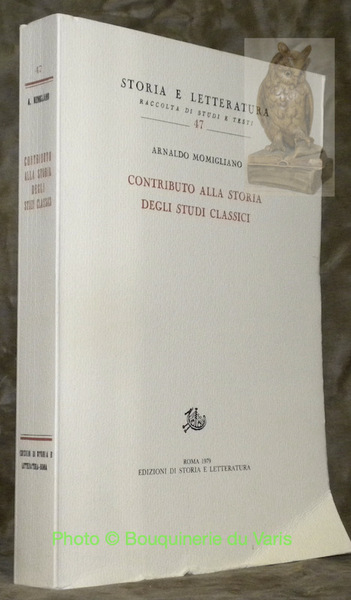 47
A. MOMIGLIANO
CONTRIBUTO
ALLA STORIA
DEGLI
STUDI CLASSICI
EDIZIONI DI STORIA E
LETTERATURA-ROMA
STORIA E LETTERATURA
RACCOLTA DI STUDI E TESTI
47
ARNALDO MOMIGLIANO
CONTRIBUTO ALLA STORIA
DEGLI STUDI CLASSICI
ROMA 1979
EDIZIONI DI STORIA E LETTERATURA
Photo © Bouquinerie du Varis